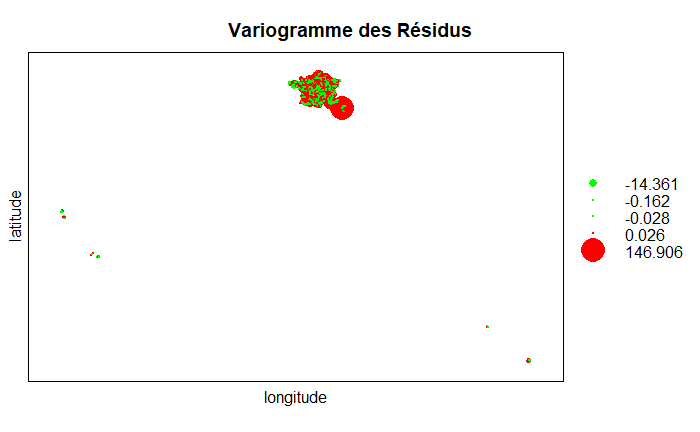 Variogramme des Résidus
latitude
longitude
-14.361
-0.162
-0.028
0.026
146.906